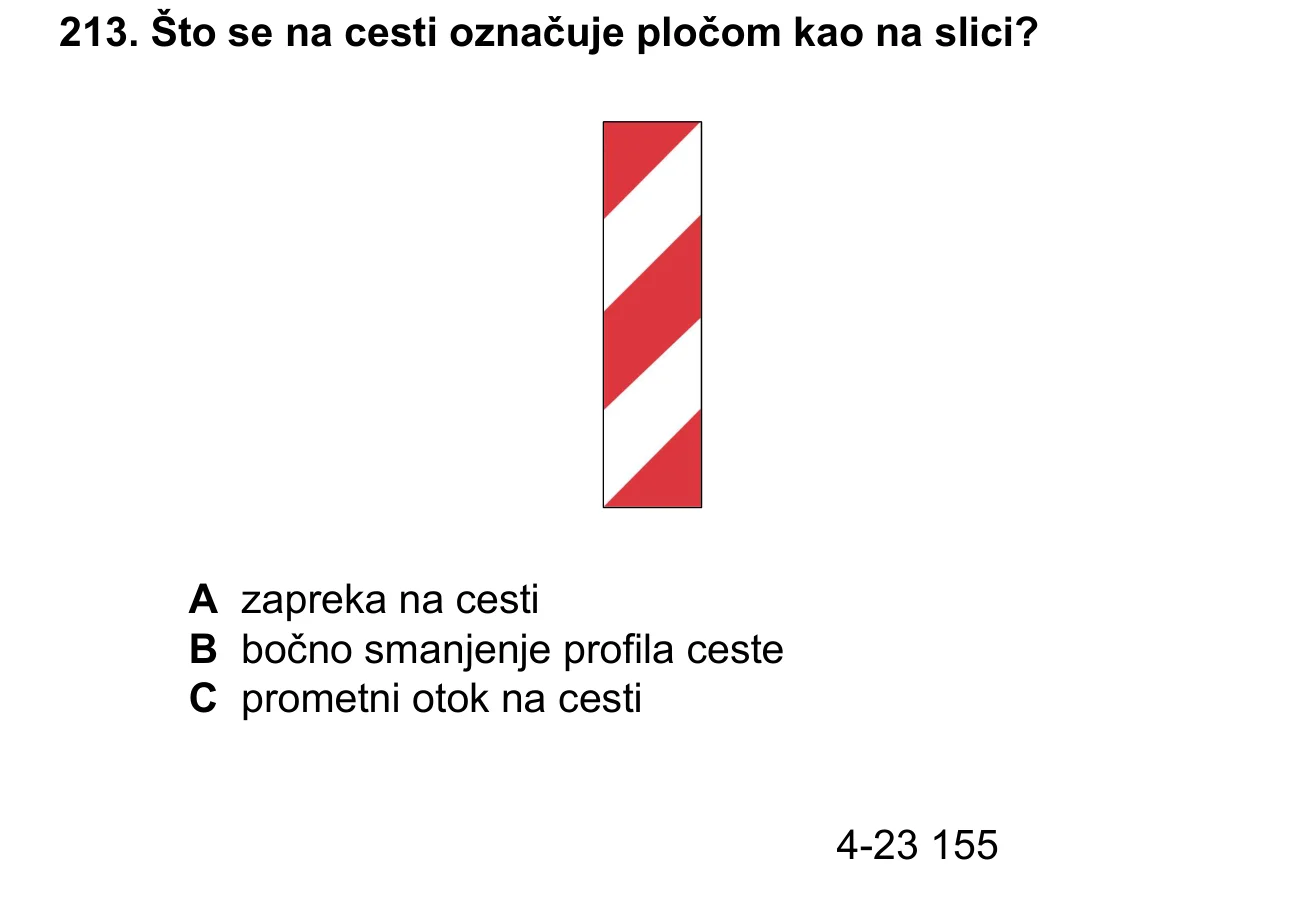 213. Što se na cesti označuje pločom kao na slici?
A zapreka na cesti
B bočno smanjenje profila ceste
C prometni otok na cesti
4-23 155